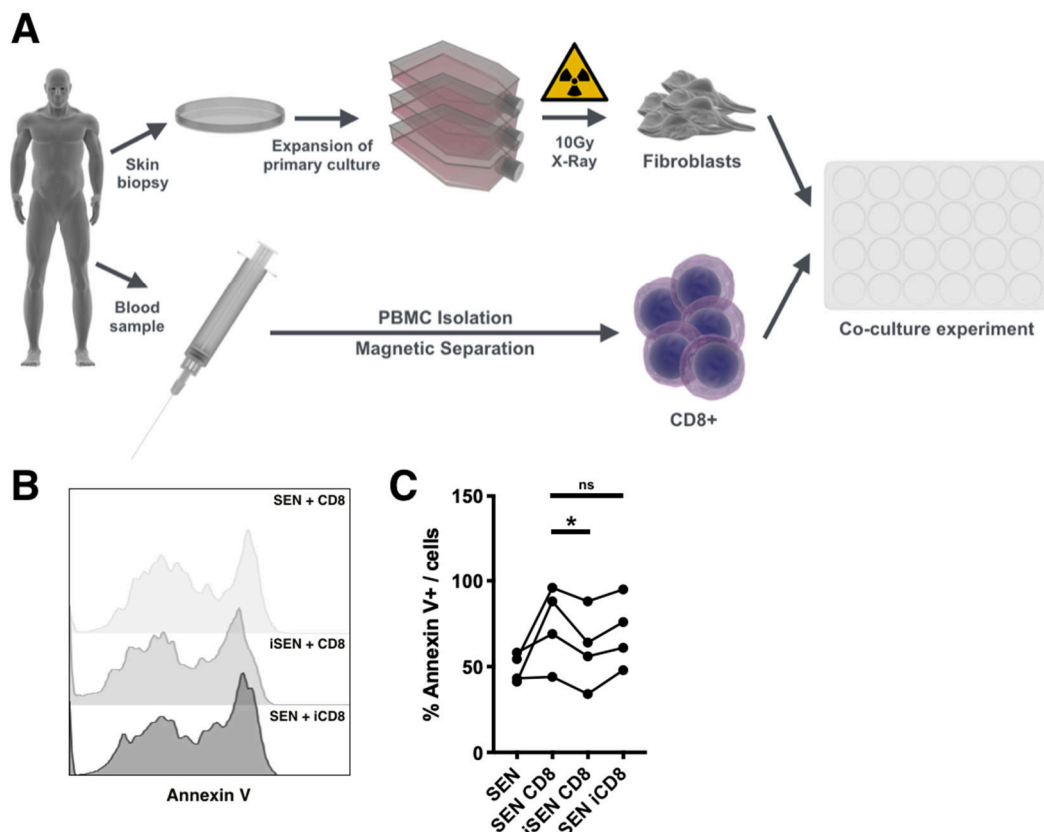 A
Skin
biopsy
Expansion of
primary culture
10Gy
X-Ray
Fibroblasts
Blood
sample
PBMC Isolation
Magnetic Separation
CD8+
Co-culture experiment
B
SEN + CD8
iSEN + CD8
SEN + iCD8
Annexin V
C
% Annexin V+ / cells
150
100
50
0
ns
*
SEN
SEN CD8
iSEN CD8
SEN iCD8